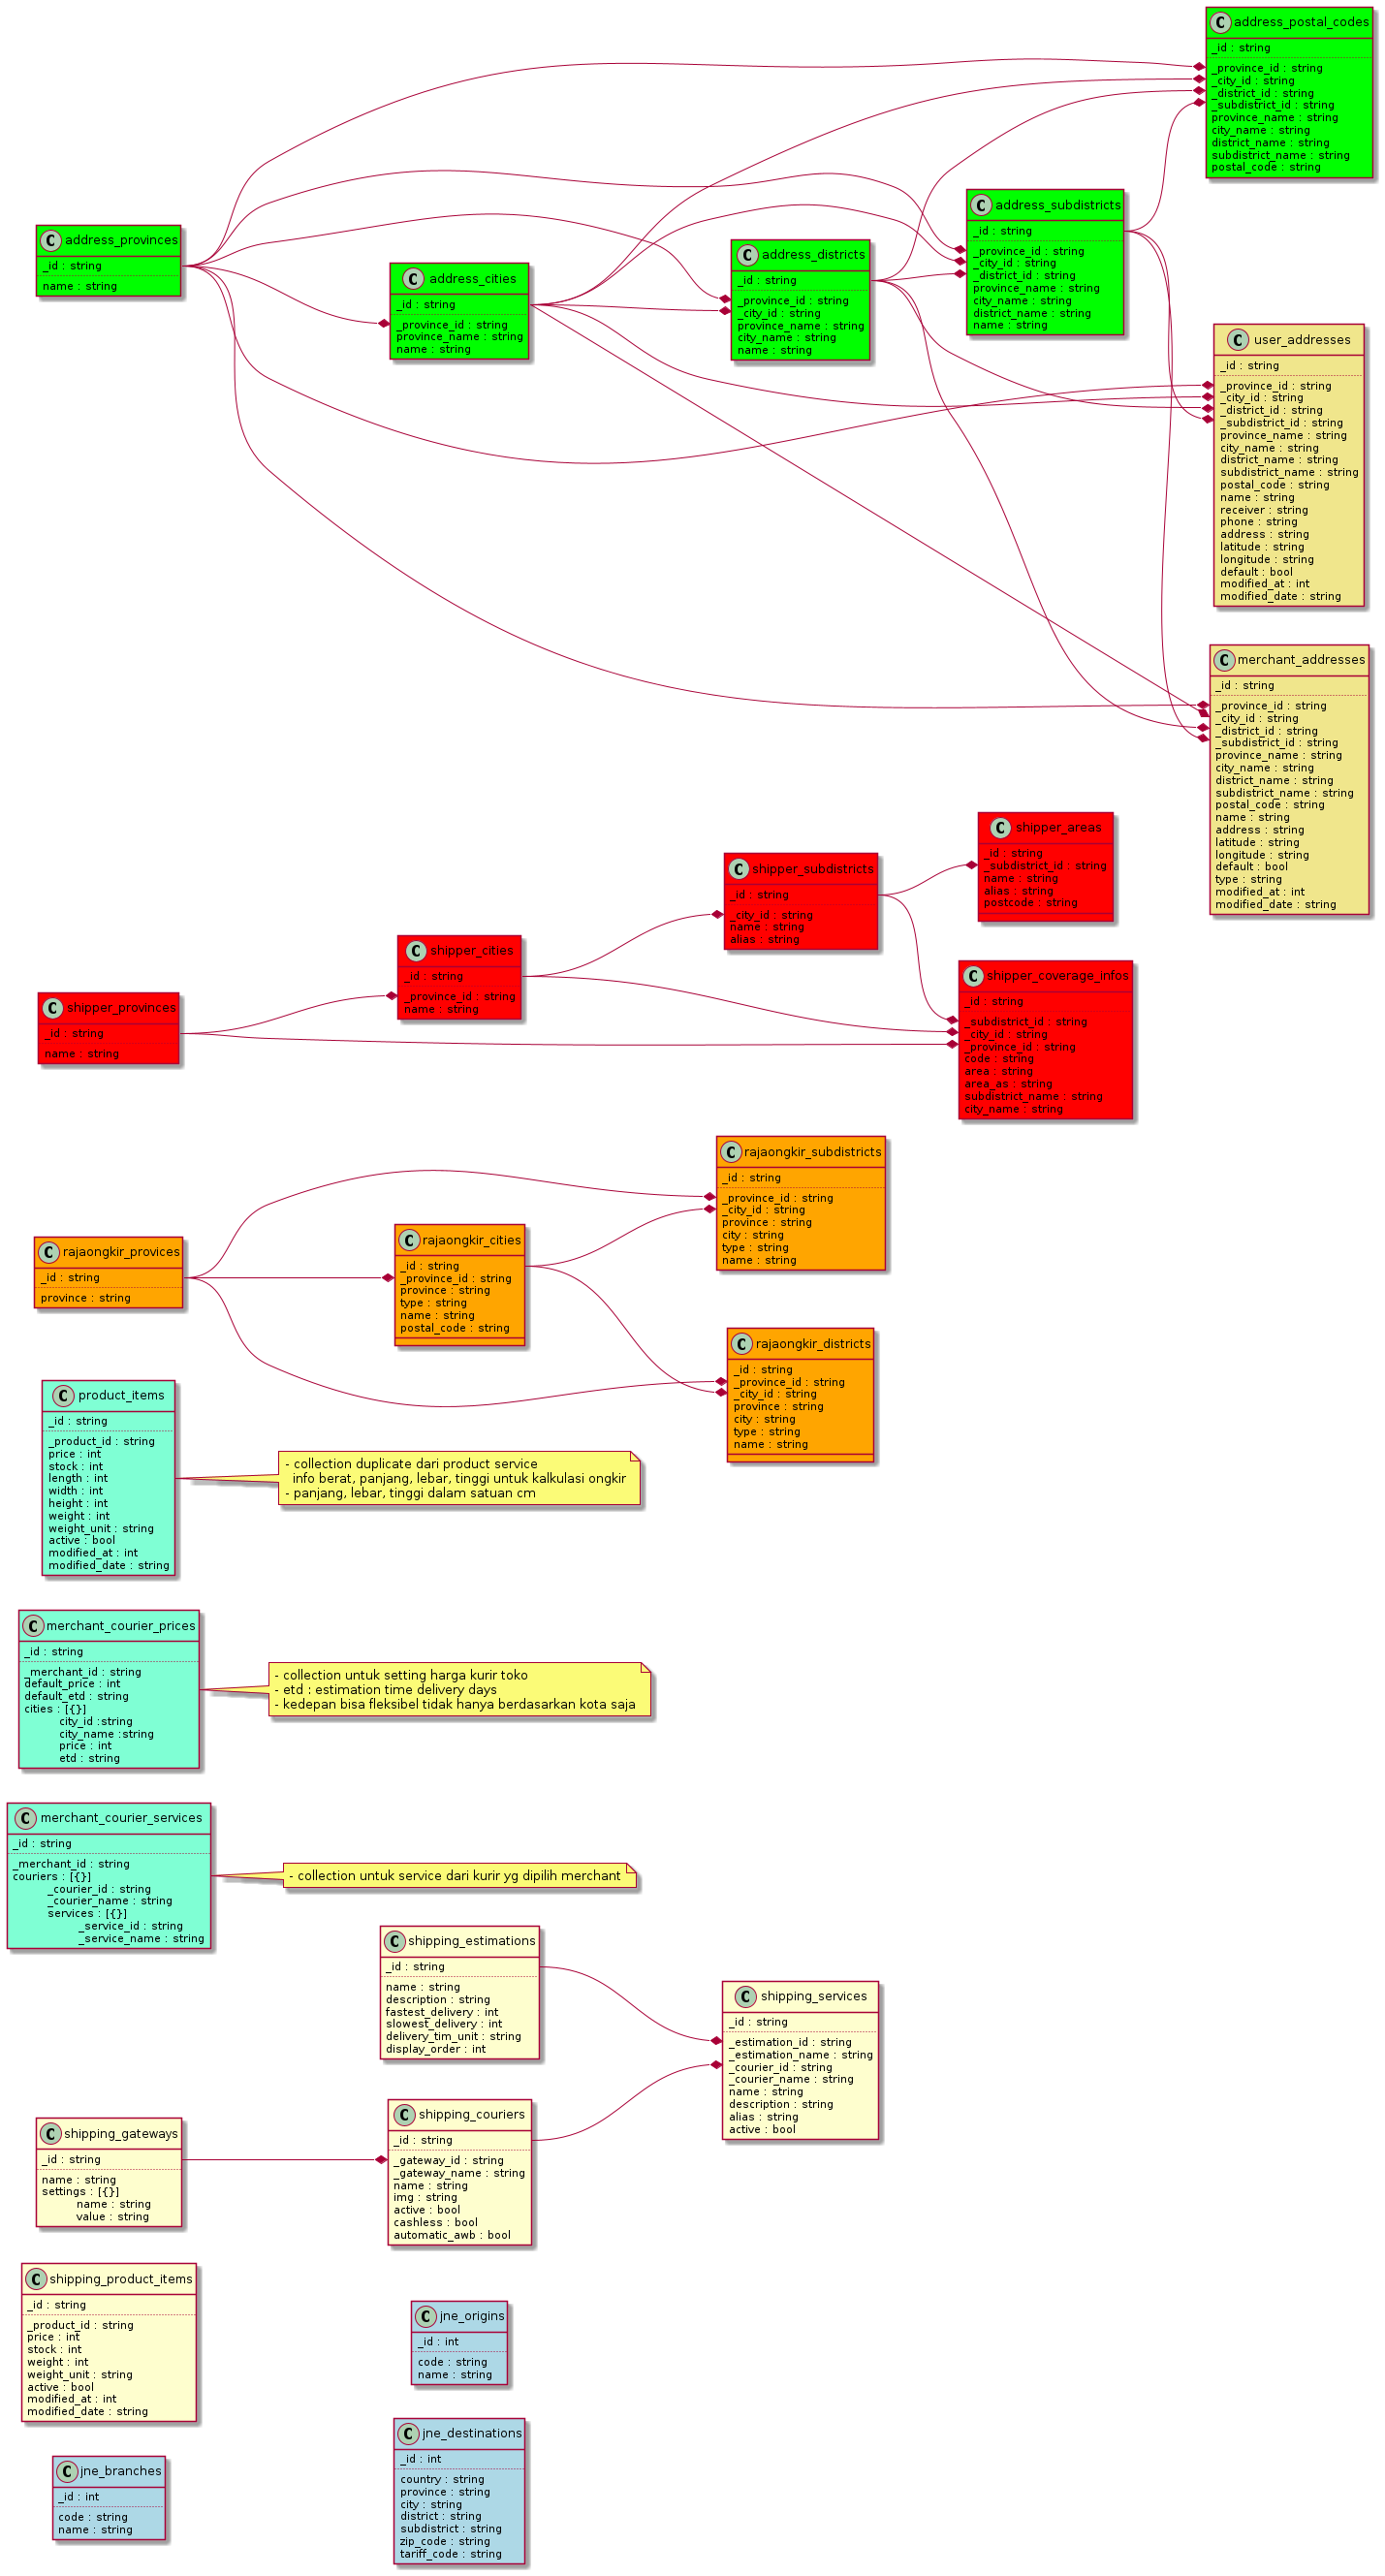 C address_postal_codes
_id : string
_province_id : string
_city_id : string
_district_id : string
_subdistrict_id : string
province_name : string
city_name : string
district_name : string
subdistrict_name : string
postal_code : string
C address_provinces
_id : string
name : string
C address_cities
_id : string
_province_id : string
province_name : string
name : string
C address_districts
_id : string
_province_id : string
_city_id : string
province_name : string
city_name : string
name : string
C address_subdistricts
_id : string
_province_id : string
_city_id : string
_district_id : string
province_name : string
city_name : string
district_name : string
name : string
C user_addresses
_id : string
_province_id : string
_city_id : string
_district_id : string
_subdistrict_id : string
province_name : string
city_name : string
district_name : string
subdistrict_name : string
postal_code : string
name : string
receiver : string
phone : string
address : string
latitude : string
longitude : string
default : bool
modified_at : int
modified_date : string
C merchant_addresses
_id : string
_province_id : string
_city_id : string
_district_id : string
_subdistrict_id : string
province_name : string
city_name : string
district_name : string
subdistrict_name : string
postal_code : string
name : string
address : string
latitude : string
longitude : string
default : bool
type : string
modified_at : int
modified_date : string
C shipper_areas
_id : string
_subdistrict_id : string
name : string
alias : string
postcode : string
C shipper_subdistricts
_id : string
_city_id : string
name : string
alias : string
C shipper_cities
_id : string
_province_id : string
name : string
C shipper_provinces
_id : string
name : string
C shipper_coverage_infos
_id : string
_subdistrict_id : string
_city_id : string
_province_id : string
code : string
area : string
area_as : string
subdistrict_name : string
city_name : string
C rajaongkir_subdistricts
_id : string
_province_id : string
_city_id : string
province : string
city : string
type : string
name : string
C rajaongkir_provices
_id : string
province : string
C rajaongkir_cities
_id : string
_province_id : string
province : string
type : string
name : string
postal_code : string
C rajaongkir_districts
_id : string
_province_id : string
_city_id : string
province : string
city : string
type : string
name : string
C product_items
_id : string
_product_id : string
price : int
stock : int
length : int
width : int
height : int
weight : int
weight_unit : string
active : bool
modified_at : int
modified_date : string
- collection duplicate dari product service
info berat, panjang, lebar, tinggi untuk kalkulasi ongkir
- panjang, lebar, tinggi dalam satuan cm
C merchant_courier_prices
_id : string
_merchant_id : string
default_price : int
default_etd : string
cities : [{}]
city_id :string
city_name :string
price : int
etd : string
- collection untuk setting harga kurir toko
- etd : estimation time delivery days
- kedepan bisa fleksibel tidak hanya berdasarkan kota saja
C merchant_courier_services
_id : string
_merchant_id : string
couriers : [{}]
_courier_id : string
_courier_name : string
services : [{}]
_service_id : string
_service_name : string
- collection untuk service dari kurir yg dipilih merchant
C shipping_estimations
_id : string
name : string
description : string
fastest_delivery : int
slowest_delivery : int
delivery_tim_unit : string
display_order : int
C shipping_services
_id : string
_estimation_id : string
_estimation_name : string
_courier_id : string
_courier_name : string
name : string
description : string
alias : string
active : bool
C shipping_gateways
_id : string
name : string
settings : [{}]
name : string
value : string
C shipping_couriers
_id : string
_gateway_id : string
_gateway_name : string
name : string
img : string
active : bool
cashless : bool
automatic_awb : bool
C shipping_product_items
_id : string
_product_id : string
price : int
stock : int
weight : int
weight_unit : string
active : bool
modified_at : int
modified_date : string
C jne_origins
_id : int
code : string
name : string
C jne_branches
_id : int
code : string
name : string
C jne_destinations
_id : int
country : string
province : string
city : string
district : string
subdistrict : string
zip_code : string
tariff_code : string